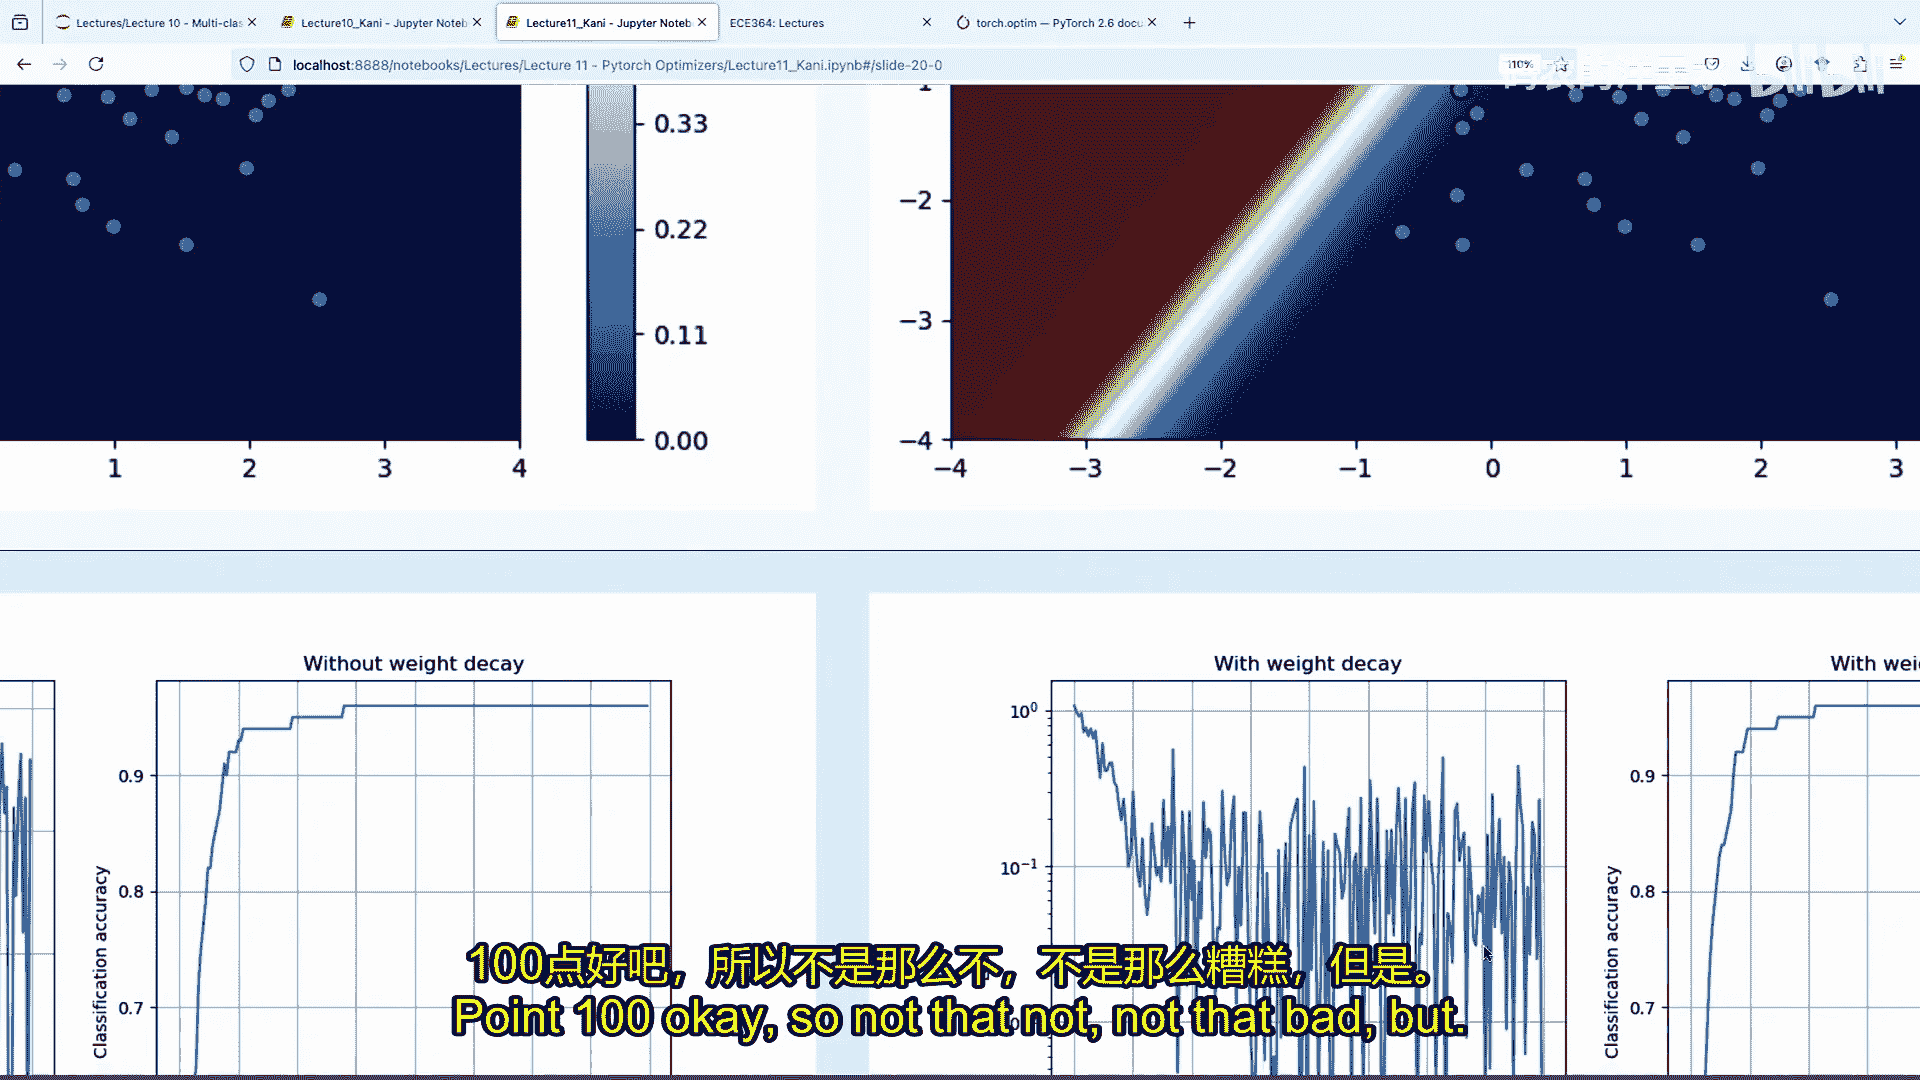 Lectures/Lecture 10 - Multi-clas
Lecture10_Kani - Jupyter Noteb
Lecture11_Kani - Jupyter Noteb
ECE364: Lectures
torch.optim — PyTorch 2.6 docu
localhost:8888/notebooks/Lectures/Lecture 11 - Pytorch Optimizers/Lecture11_Kani.ipynb#/slide-20-0
110%
0.33
0.22
0.11
0.00
1 2 3 4
−2
−3
−4
−4 −3 −2 −1 0 1 2 3
Without weight decay
With weight decay
With wei
0.9
0.8
0.7
Classification accuracy
10⁰
10⁻¹
0.9
0.8
0.7
Classification accuracy
100点好吧，所以不是那么不，不是那么糟糕，但是。
Point 100 okay, so not that not, not that bad, but.